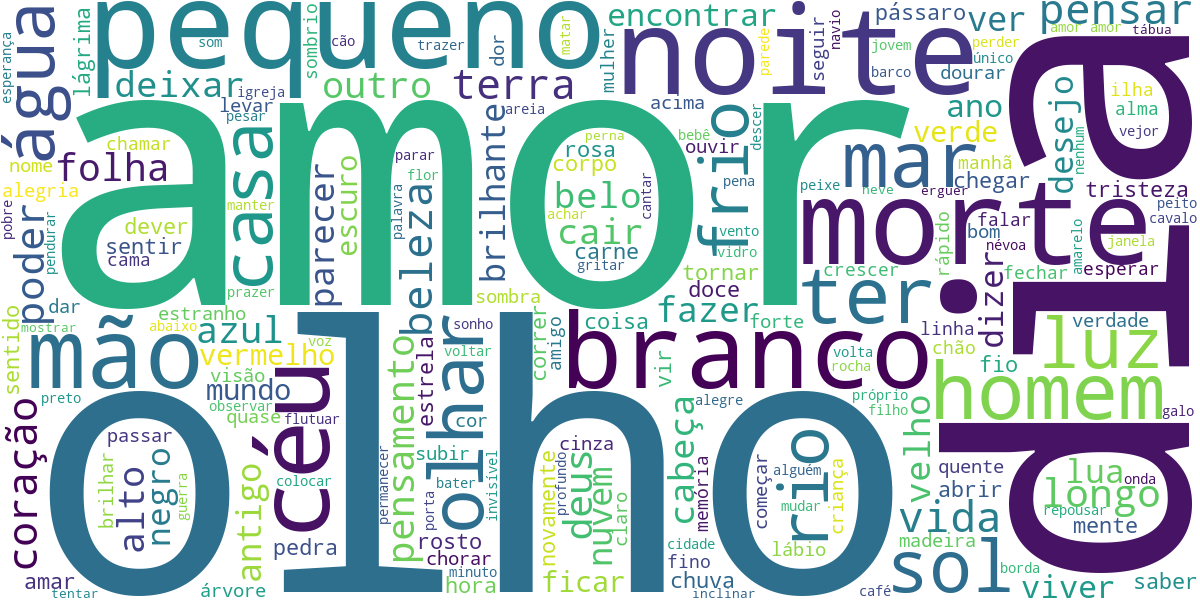 amor
olho
dia
pequeno
noite
morte
branco
homem
olhar
céu
mão
mar
ter
luz
sol
rio
frio
casa
água
azul
vida
longo
lua
velho
viver
saber
pensar
ver
encontrar
pássaro
outro
terra
deixar
lágrima
som
sombrio
cão
trazer
dor
matar
mulher
parede
seguir
navio
jovem
barco
perder
único
dourar
amor amor
tábua
esperança
igreja
levar
pesar
areia
acima
ano
verde
desejo
nenhum
ilha
alma
vejor
folha
nome
alegria
chamar
dever
sentir
cama
manter
escuro
parar
flor
palavra
beleza
brilhante
parecer
perna
rosa
corpo
belo
cair
achar
carne
gritar
cantar
bebê
ouvir
descer
pena
vento
vidro
peixe
neve
erguer
manhã
chegar
tristeza
peito
cavalo
janela
amarelo
falar
bom
névoa
esperar
fechar
rápido
dizer
pobre
pendurar
poder
dar
mostrar
sentido
prazer
estranho
abaixo
vermelho
voz
visão
mundo
observar
quase
flutuar
preto
sombra
sonho
voltar
estrela
pensamento
cor
correr
amigo
coisa
fazer
forte
tornar
doce
crescer
vir
volta
rocha
alegre
próprio
filho
linha
chão
fio
verdade
galo
coração
passar
alto
negro
brilhar
guerra
antigo
colocar
pedra
amar
tentar
árvore
permanecer
subir
bater
invisível
porta
rosto
chorar
minuto
hora
novamente
profundo
cinza
deus
nuvem
claro
ficar
cabeça
memória
cidade
fino
chuva
inclinar
começar
alguém
mudar
criança
lábio
café
madeira
quente
abrir
onda
repousar
mente
borda